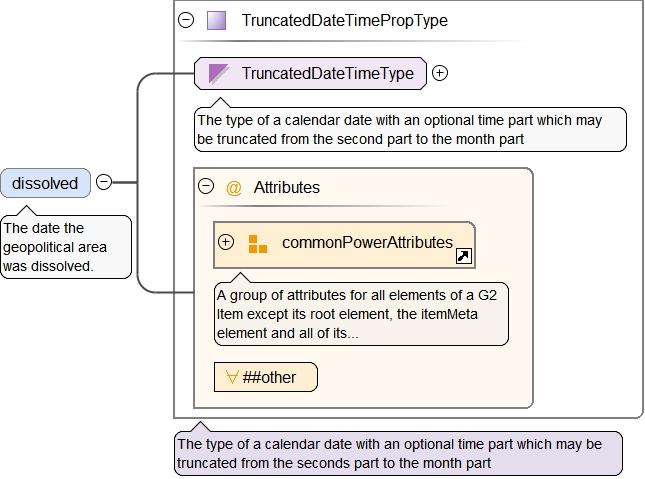 TruncatedDateTimePropType
TruncatedDateTimeType
The type of a calendar date with an optional time part which may
be truncated from the second part to the month part
dissolved
The date the
geopolitical area
was dissolved.
@ Attributes
commonPowerAttributes
A group of attributes for all elements of a G2
Item except its root element, the itemMeta
element and all of its...
∀ ##other
The type of a calendar date with an optional time part which may be
truncated from the seconds part to the month part